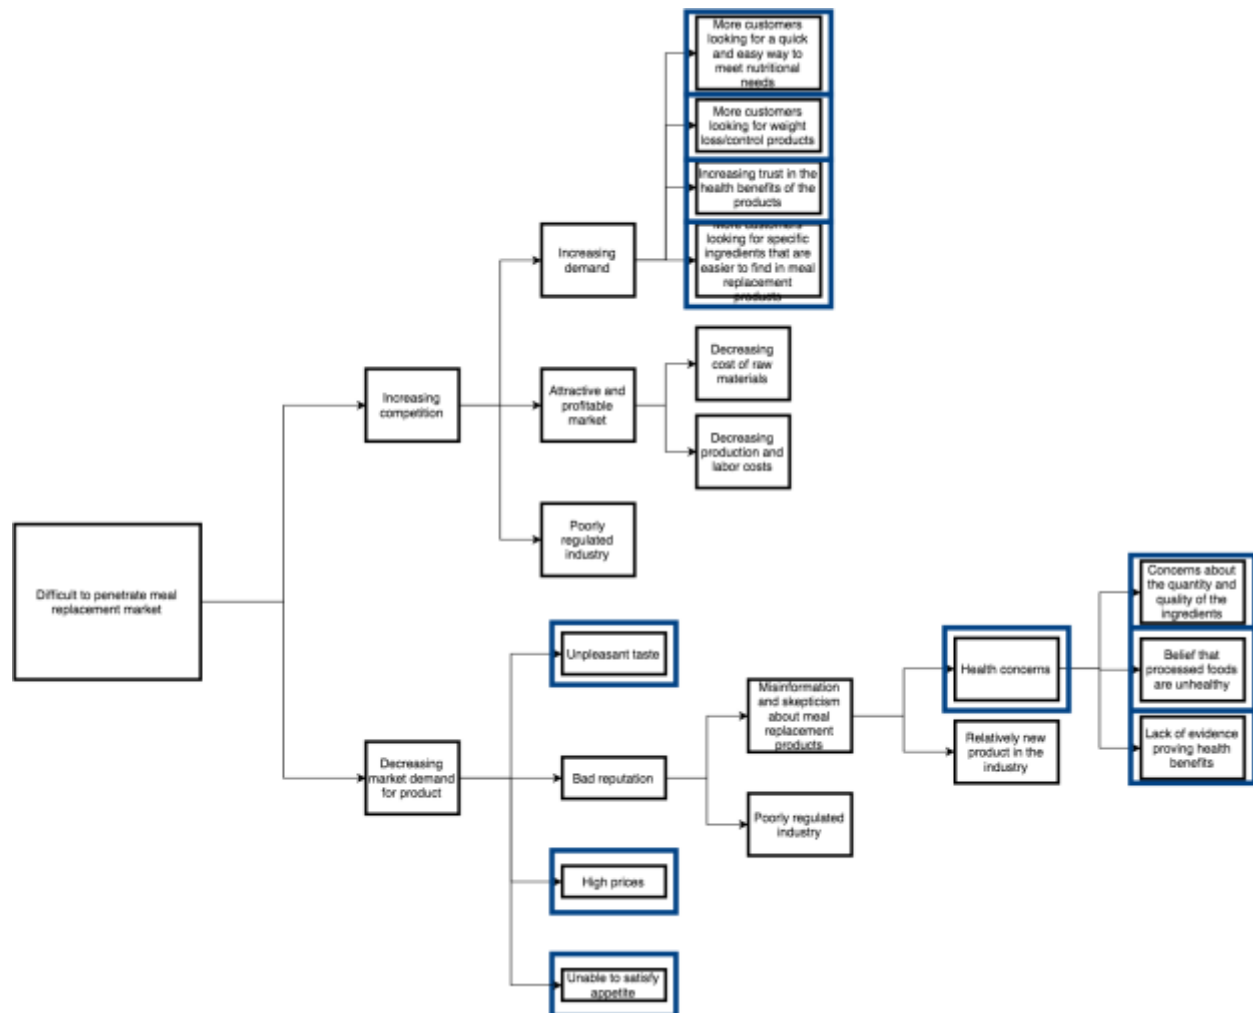 More customers
looking for a quick
and easy way to
meet nutritional
needs
More customers
looking for weight
loss/control products
Increasing trust in the
health benefits of the
products
More customers
looking for specific
ingredients that are
easier to find in meal
replacement
products
Increasing
demand
Decreasing
cost of raw
materials
Attractive and
profitable
market
Increasing
competition
Decreasing
production and
labor costs
Poorly
regulated
industry
Difficult to penetrate meal
replacement market
Concerns about
the quantity and
quality of the
ingredients
Unpleasant taste
Health concerns
Belief that
processed foods
are unhealthy
Misinformation
and skepticism
about meal
replacement
products
Relatively new
product in the
industry
Lack of evidence
proving health
benefits
Decreasing
market demand
for product
Bad reputation
Poorly regulated
industry
High prices
Unable to satisfy
appetite